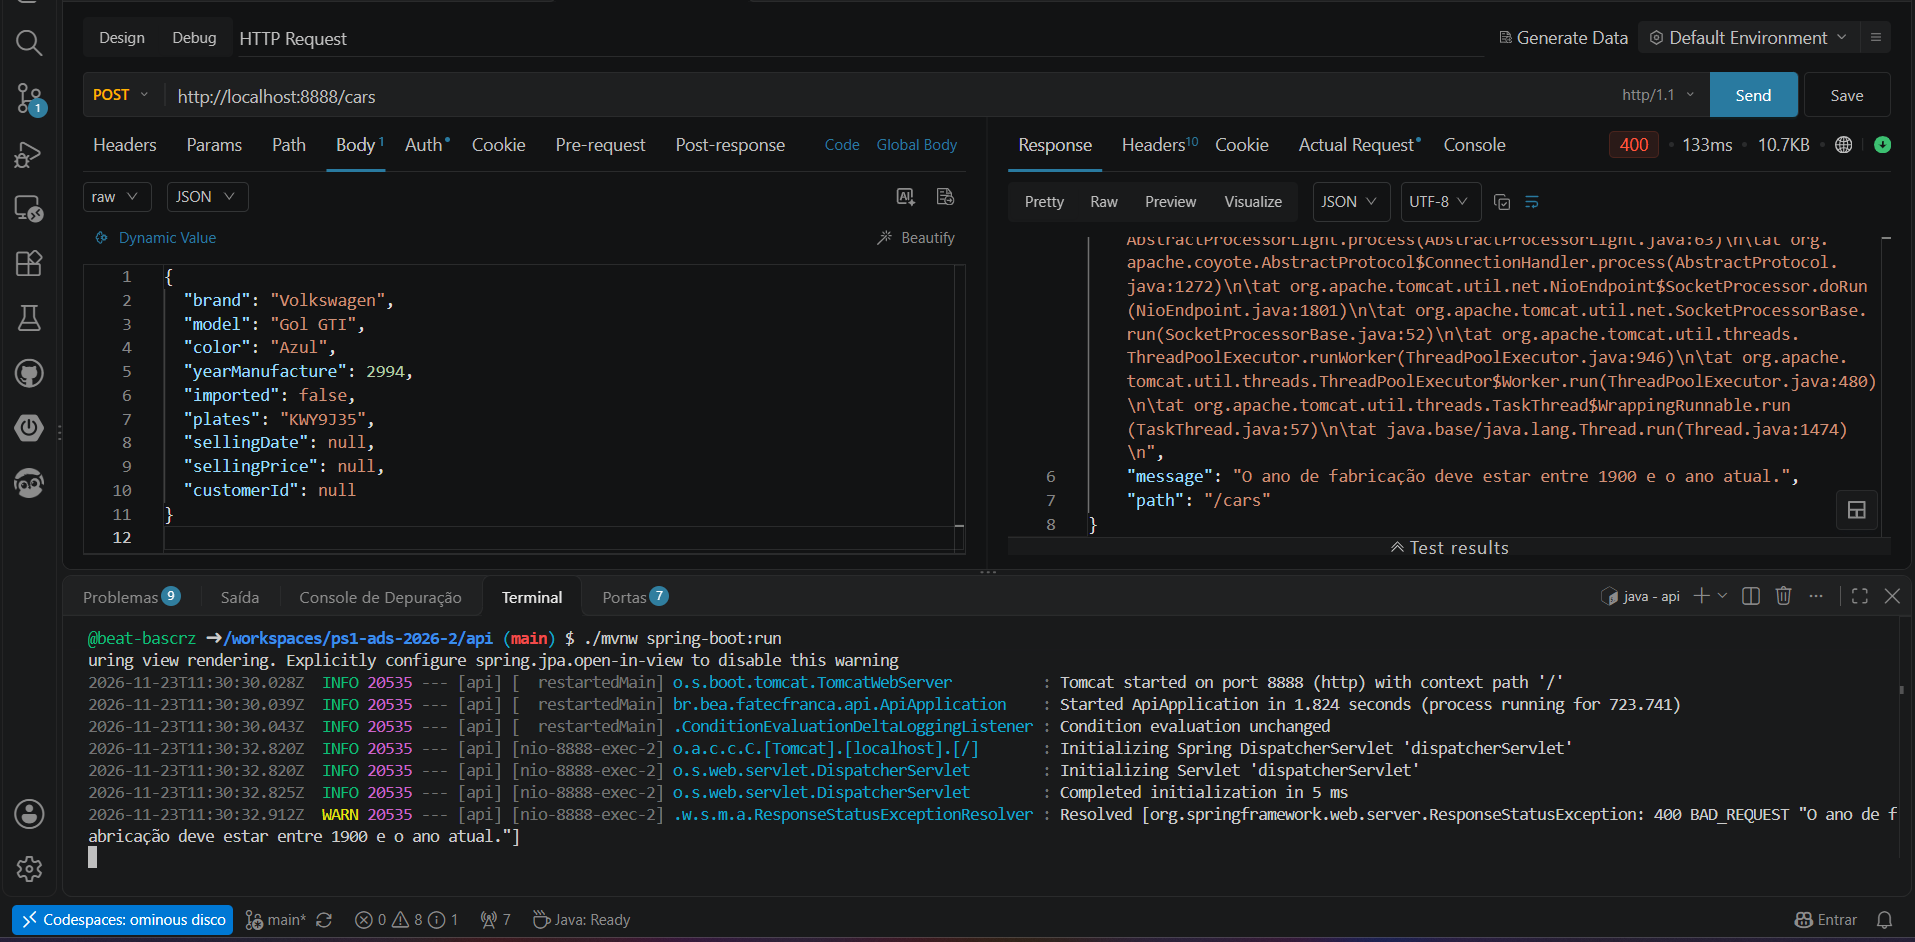 Design Debug HTTP Request Generate Data Default Environment
POST http://localhost:8888/cars http/1.1 Send Save
Headers Params Path Body 1 Auth Cookie Pre-request Post-response Code Global Body
raw JSON
Dynamic Value Beautify
1 {
2 "brand": "Volkswagen",
3 "model": "Gol GTI",
4 "color": "Azul",
5 "yearManufacture": 2994,
6 "imported": false,
7 "plates": "KWY9J35",
8 "sellingDate": null,
9 "sellingPrice": null,
10 "customerId": null
11 }
12
Response Headers 10 Cookie Actual Request Console 400 133ms 10.7KB
Pretty Raw Preview Visualize JSON UTF-8
AbstractProcessorLight.process(AbstractProcessorLight.java:63)\n\tat org.
apache.coyote.AbstractProtocol$ConnectionHandler.process(AbstractProtocol.
java:1272)\n\tat org.apache.tomcat.util.net.NioEndpoint$SocketProcessor.doRun
(NioEndpoint.java:1801)\n\tat org.apache.tomcat.util.net.SocketProcessorBase.
run(SocketProcessorBase.java:52)\n\tat org.apache.tomcat.util.threads.
ThreadPoolExecutor.runWorker(ThreadPoolExecutor.java:946)\n\tat org.apache.
tomcat.util.threads.ThreadPoolExecutor$Worker.run(ThreadPoolExecutor.java:480)
\n\tat org.apache.tomcat.util.threads.TaskThread$WrappingRunnable.run
(TaskThread.java:57)\n\tat java.base/java.lang.Thread.run(Thread.java:1474)
\n",
6 "message": "O ano de fabricação deve estar entre 1900 e o ano atual.",
7 "path": "/cars"
8 }
Test results
1
Problemas 9 Saída Console de Depuração Terminal Portas 7 java - api
@beat-bascrz ➜/workspaces/ps1-ads-2026-2/api (main) $ ./mvnw spring-boot:run
uring view rendering. Explicitly configure spring.jpa.open-in-view to disable this warning
2026-11-23T11:30:30.028Z INFO 20535 --- [api] [ restartedMain] o.s.boot.tomcat.TomcatWebServer : Tomcat started on port 8888 (http) with context path '/'
2026-11-23T11:30:30.039Z INFO 20535 --- [api] [ restartedMain] br.bea.fatecfranca.api.ApiApplication : Started ApiApplication in 1.824 seconds (process running for 723.741)
2026-11-23T11:30:30.043Z INFO 20535 --- [api] [ restartedMain] .ConditionEvaluationDeltaLoggingListener : Condition evaluation unchanged
2026-11-23T11:30:32.820Z INFO 20535 --- [api] [nio-8888-exec-2] o.a.c.c.C.[Tomcat].[localhost].[/] : Initializing Spring DispatcherServlet 'dispatcherServlet'
2026-11-23T11:30:32.820Z INFO 20535 --- [api] [nio-8888-exec-2] o.s.web.servlet.DispatcherServlet : Initializing Servlet 'dispatcherServlet'
2026-11-23T11:30:32.825Z INFO 20535 --- [api] [nio-8888-exec-2] o.s.web.servlet.DispatcherServlet : Completed initialization in 5 ms
2026-11-23T11:30:32.912Z WARN 20535 --- [api] [nio-8888-exec-2] .w.s.m.a.ResponseStatusExceptionResolver : Resolved [org.springframework.web.server.ResponseStatusException: 400 BAD_REQUEST "O ano de f
abricação deve estar entre 1900 e o ano atual."]
Codespaces: ominous disco main* 0 8 1 7 Java: Ready Entrar